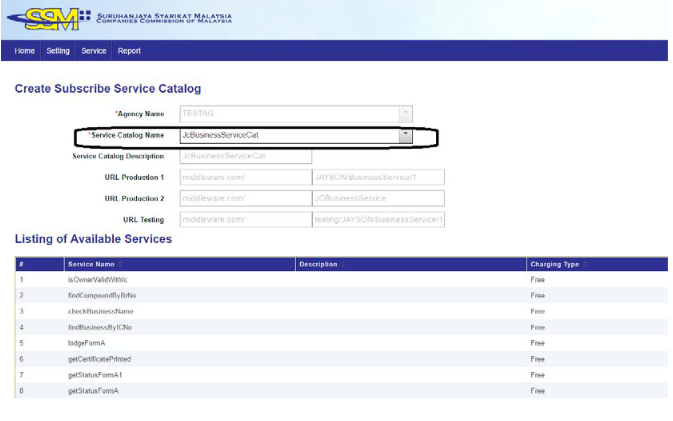 SSM SURUHANJAYA SYARIKAT MALAYSIA
COMPANIES COMMISSION OF MALAYSIA
Home Setting Service Report
Create Subscribe Service Catalog
*Agency Name TESTAG
*Service Catalog Name JcBusinessServiceCat
Service Catalog Description JcBusinessServiceCat
URL Production 1 middleware.com/ JAYSON/BusinessService/1
URL Production 2 middleware.com/ JCBusinessService
URL Testing middleware.com/ testing/JAYSON/BusinessService/1
Listing of Available Services
# Service Name Description Charging Type
1 isOwnerValidWithIc Free
2 findCompoundByBrNo Free
3 checkBusinessName Free
4 findBusinessByICNo Free
5 lodgeFormA Free
6 getCertificatePrinted Free
7 getStatusFormA1 Free
8 getStatusFormA Free